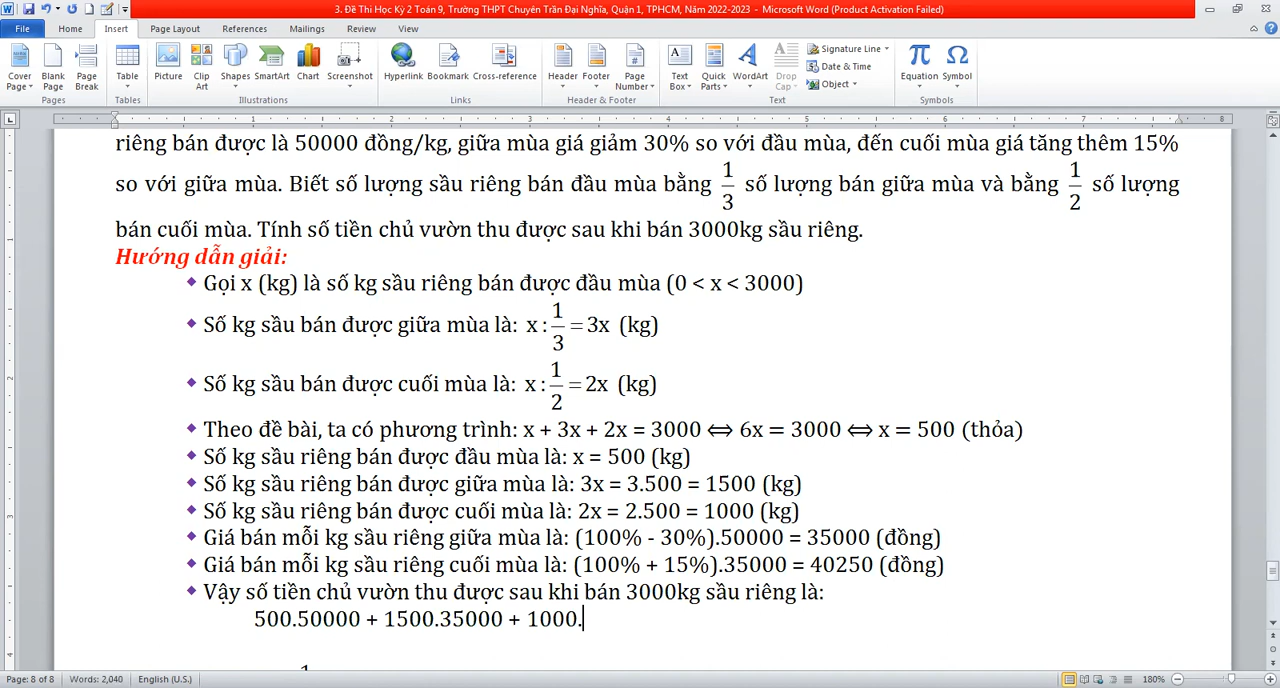 3. Đề Thi Học Kỳ 2 Toán 9, Trường THPT Chuyên Trần Đại Nghĩa, Quận 1, TPHCM, Năm 2022-2023 - Microsoft Word (Product Activation Failed)
File Home Insert Page Layout References Mailings Review View
Cover Page Blank Page Page Break Table Picture Clip Art Shapes SmartArt Chart Screenshot Hyperlink Bookmark Cross-reference Header Footer Page Number Text Box Quick Parts WordArt Drop Cap Signature Line Date & Time Object Equation Symbol
Pages Tables Illustrations Links Header & Footer Text Symbols
1 2 3 4 5 6 7 8
riêng bán được là 50000 đồng/kg, giữa mùa giá giảm 30% so với đầu mùa, đến cuối mùa giá tăng thêm 15%
so với giữa mùa. Biết số lượng sầu riêng bán đầu mùa bằng 1/3 số lượng bán giữa mùa và bằng 1/2 số lượng
bán cuối mùa. Tính số tiền chủ vườn thu được sau khi bán 3000kg sầu riêng.
Hướng dẫn giải:
❖ Gọi x (kg) là số kg sầu riêng bán được đầu mùa (0 < x < 3000)
❖ Số kg sầu bán được giữa mùa là: x : 1/3 = 3x (kg)
❖ Số kg sầu bán được cuối mùa là: x : 1/2 = 2x (kg)
❖ Theo đề bài, ta có phương trình: x + 3x + 2x = 3000 ⟺ 6x = 3000 ⟺ x = 500 (thỏa)
❖ Số kg sầu riêng bán được đầu mùa là: x = 500 (kg)
❖ Số kg sầu riêng bán được giữa mùa là: 3x = 3.500 = 1500 (kg)
❖ Số kg sầu riêng bán được cuối mùa là: 2x = 2.500 = 1000 (kg)
❖ Giá bán mỗi kg sầu riêng giữa mùa là: (100% - 30%).50000 = 35000 (đồng)
❖ Giá bán mỗi kg sầu riêng cuối mùa là: (100% + 15%).35000 = 40250 (đồng)
❖ Vậy số tiền chủ vườn thu được sau khi bán 3000kg sầu riêng là:
500.50000 + 1500.35000 + 1000.
Page: 8 of 8 Words: 2,040 English (U.S.) 180%